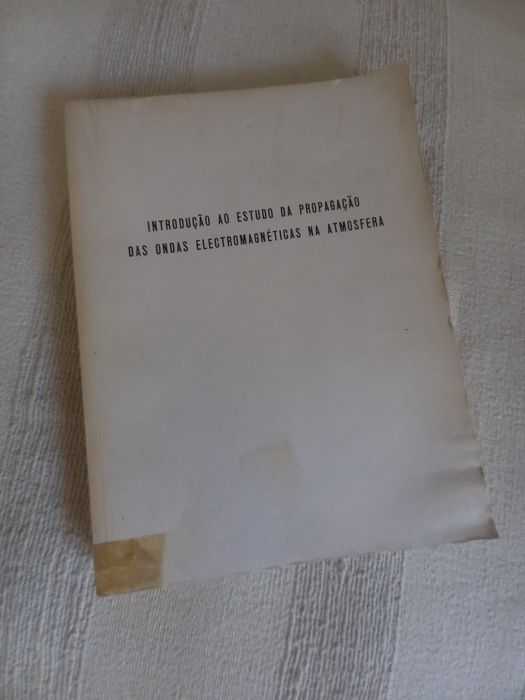 INTRODUÇÃO AO ESTUDO DA PROPAGAÇÃO
DAS ONDAS ELECTROMAGNÉTICAS NA ATMOSFERA